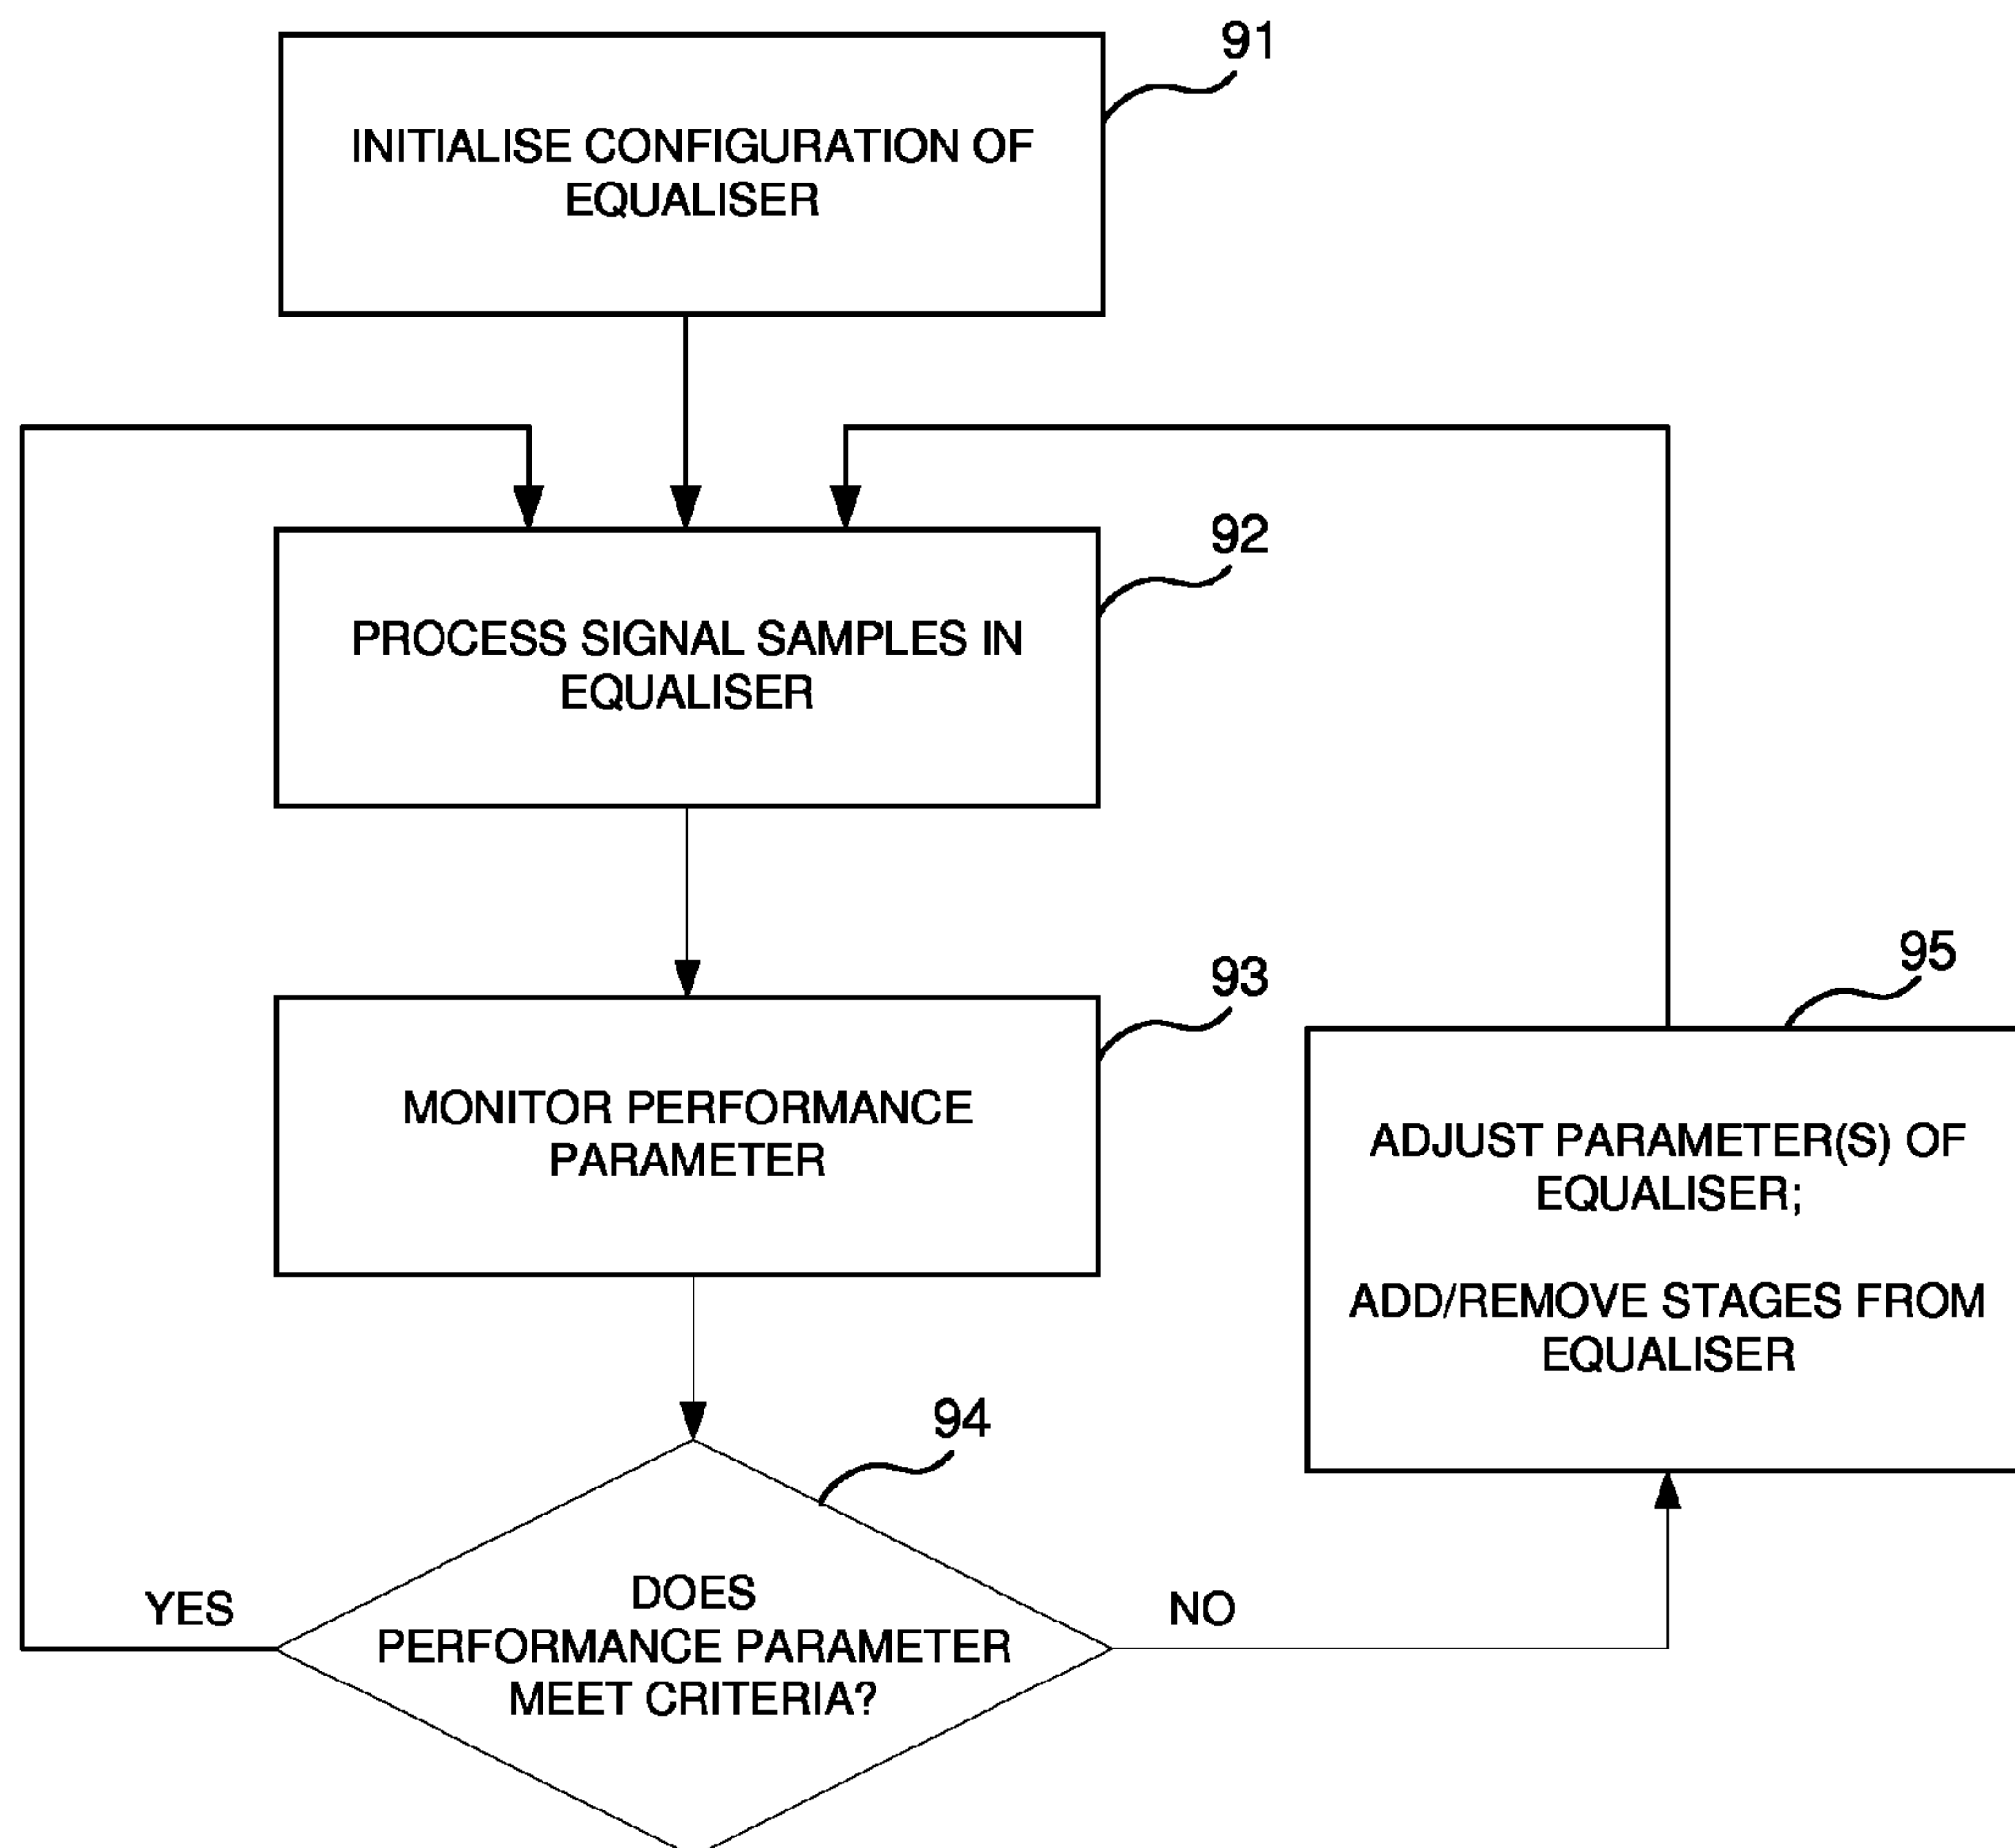 91
INITIALISE CONFIGURATION OF
EQUALISER
92
PROCESS SIGNAL SAMPLES IN
EQUALISER
93
MONITOR PERFORMANCE
PARAMETER
95
ADJUST PARAMETER(S) OF
EQUALISER;
ADD/REMOVE STAGES FROM
EQUALISER
94
DOES
PERFORMANCE PARAMETER
MEET CRITERIA?
YES
NO